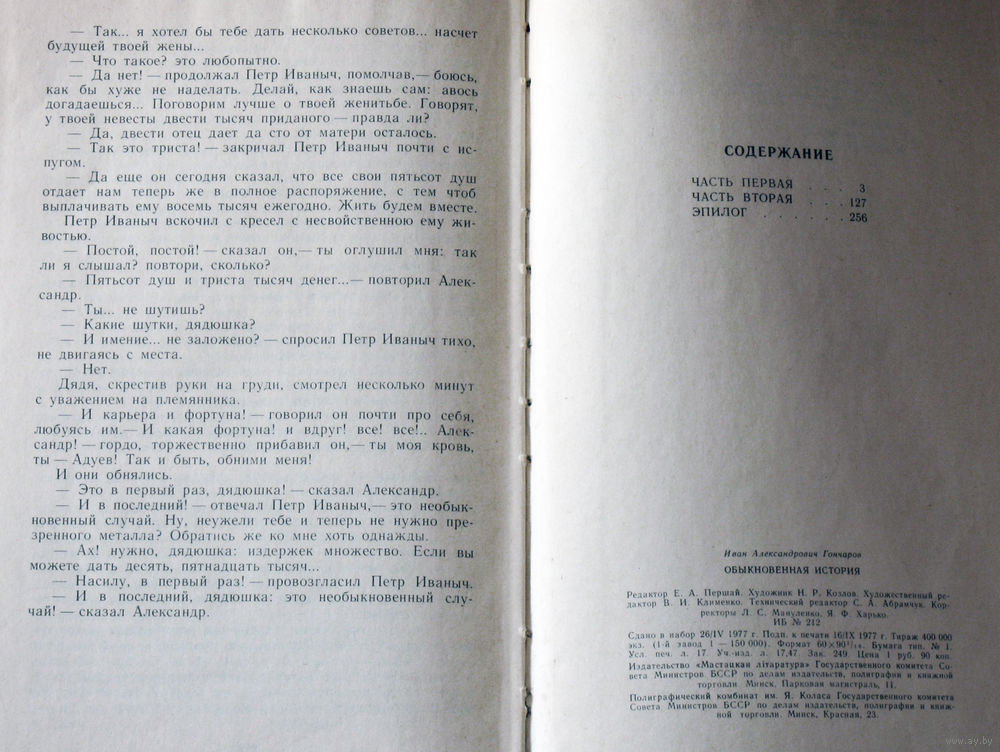 — Так... я хотел бы тебе дать несколько советов... насчет
будущей твоей жены...
— Что такое? это любопытно.
— Да нет! — продолжал Петр Иваныч, помолчав,— боюсь,
как бы хуже не наделать. Делай, как знаешь сам: авось
догадаешься... Поговорим лучше о твоей женитьбе. Говорят,
у твоей невесты двести тысяч приданого — правда ли?
— Да, двести отец дает да сто от матери осталось.
— Так это триста! — закричал Петр Иваныч почти с ис-
пугом.
— Да еще он сегодня сказал, что все свои пятьсот душ
отдает нам теперь же в полное распоряжение, с тем чтоб
выплачивать ему восемь тысяч ежегодно. Жить будем вместе.
Петр Иваныч вскочил с кресел с несвойственною ему жи-
востью.
— Постой, постой! — сказал он,— ты оглушил мня: так
ли я слышал? повтори, сколько?
— Пятьсот душ и триста тысяч денег...— повторил Алек-
сандр.
— Ты... не шутишь?
— Какие шутки, дядюшка?
— И имение... не заложено? — спросил Петр Иваныч тихо,
не двигаясь с места.
— Нет.
Дядя, скрестив руки на груди, смотрел несколько минут
с уважением на племянника.
— И карьера и фортуна! — говорил он почти про себя,
любуясь им.— И какая фортуна! и вдруг! все! все!.. Алек-
сандр! — гордо, торжественно прибавил он,— ты моя кровь,
ты — Адуев! Так и быть, обними меня!
И они обнялись.
— Это в первый раз, дядюшка! — сказал Александр.
— И в последний! — отвечал Петр Иваныч,— это необык-
новенный случай. Ну, неужели тебе и теперь не нужно пре-
зренного металла? Обратись же ко мне хоть однажды.
— Ах! нужно, дядюшка: издержек множество. Если вы
можете дать десять, пятнадцать тысяч...
— Насилу, в первый раз! — провозгласил Петр Иваныч.
— И в последний, дядюшка: это необыкновенный слу-
чай! — сказал Александр.
СОДЕРЖАНИЕ
ЧАСТЬ ПЕРВАЯ . . . 3
ЧАСТЬ ВТОРАЯ . . . 127
ЭПИЛОГ . . . . . . 256
Иван Александрович Гончаров
ОБЫКНОВЕННАЯ ИСТОРИЯ
Редактор Е. А. Першай. Художник Н. Р. Козлов. Художественный ре-
дактор В. И. Клименко. Технический редактор С. А. Абрамчук. Кор-
ректоры Л. С. Мануленко, Я. Ф. Харько.
ИБ № 212
Сдано в набор 26/IV 1977 г. Подп. к печати 16/IX 1977 г. Тираж 400 000
экз. (1-й завод 1 — 150 000). Формат 60×90¹/₁₆. Бумага тип. № 1.
Усл. печ. л. 17. Уч.-изд. л. 17,47. Зак. 249. Цена 1 руб. 90 коп.
Издательство «Мастацкая літаратура» Государственного комитета Со-
вета Министров БССР по делам издательств, полиграфии и книжной
торговли. Минск, Парковая магистраль, 11.
Полиграфический комбинат им. Я. Коласа Государственного комитета
Совета Министров БССР по делам издательств, полиграфии и книж-
ной торговли. Минск, Красная, 23.
www.ay.by